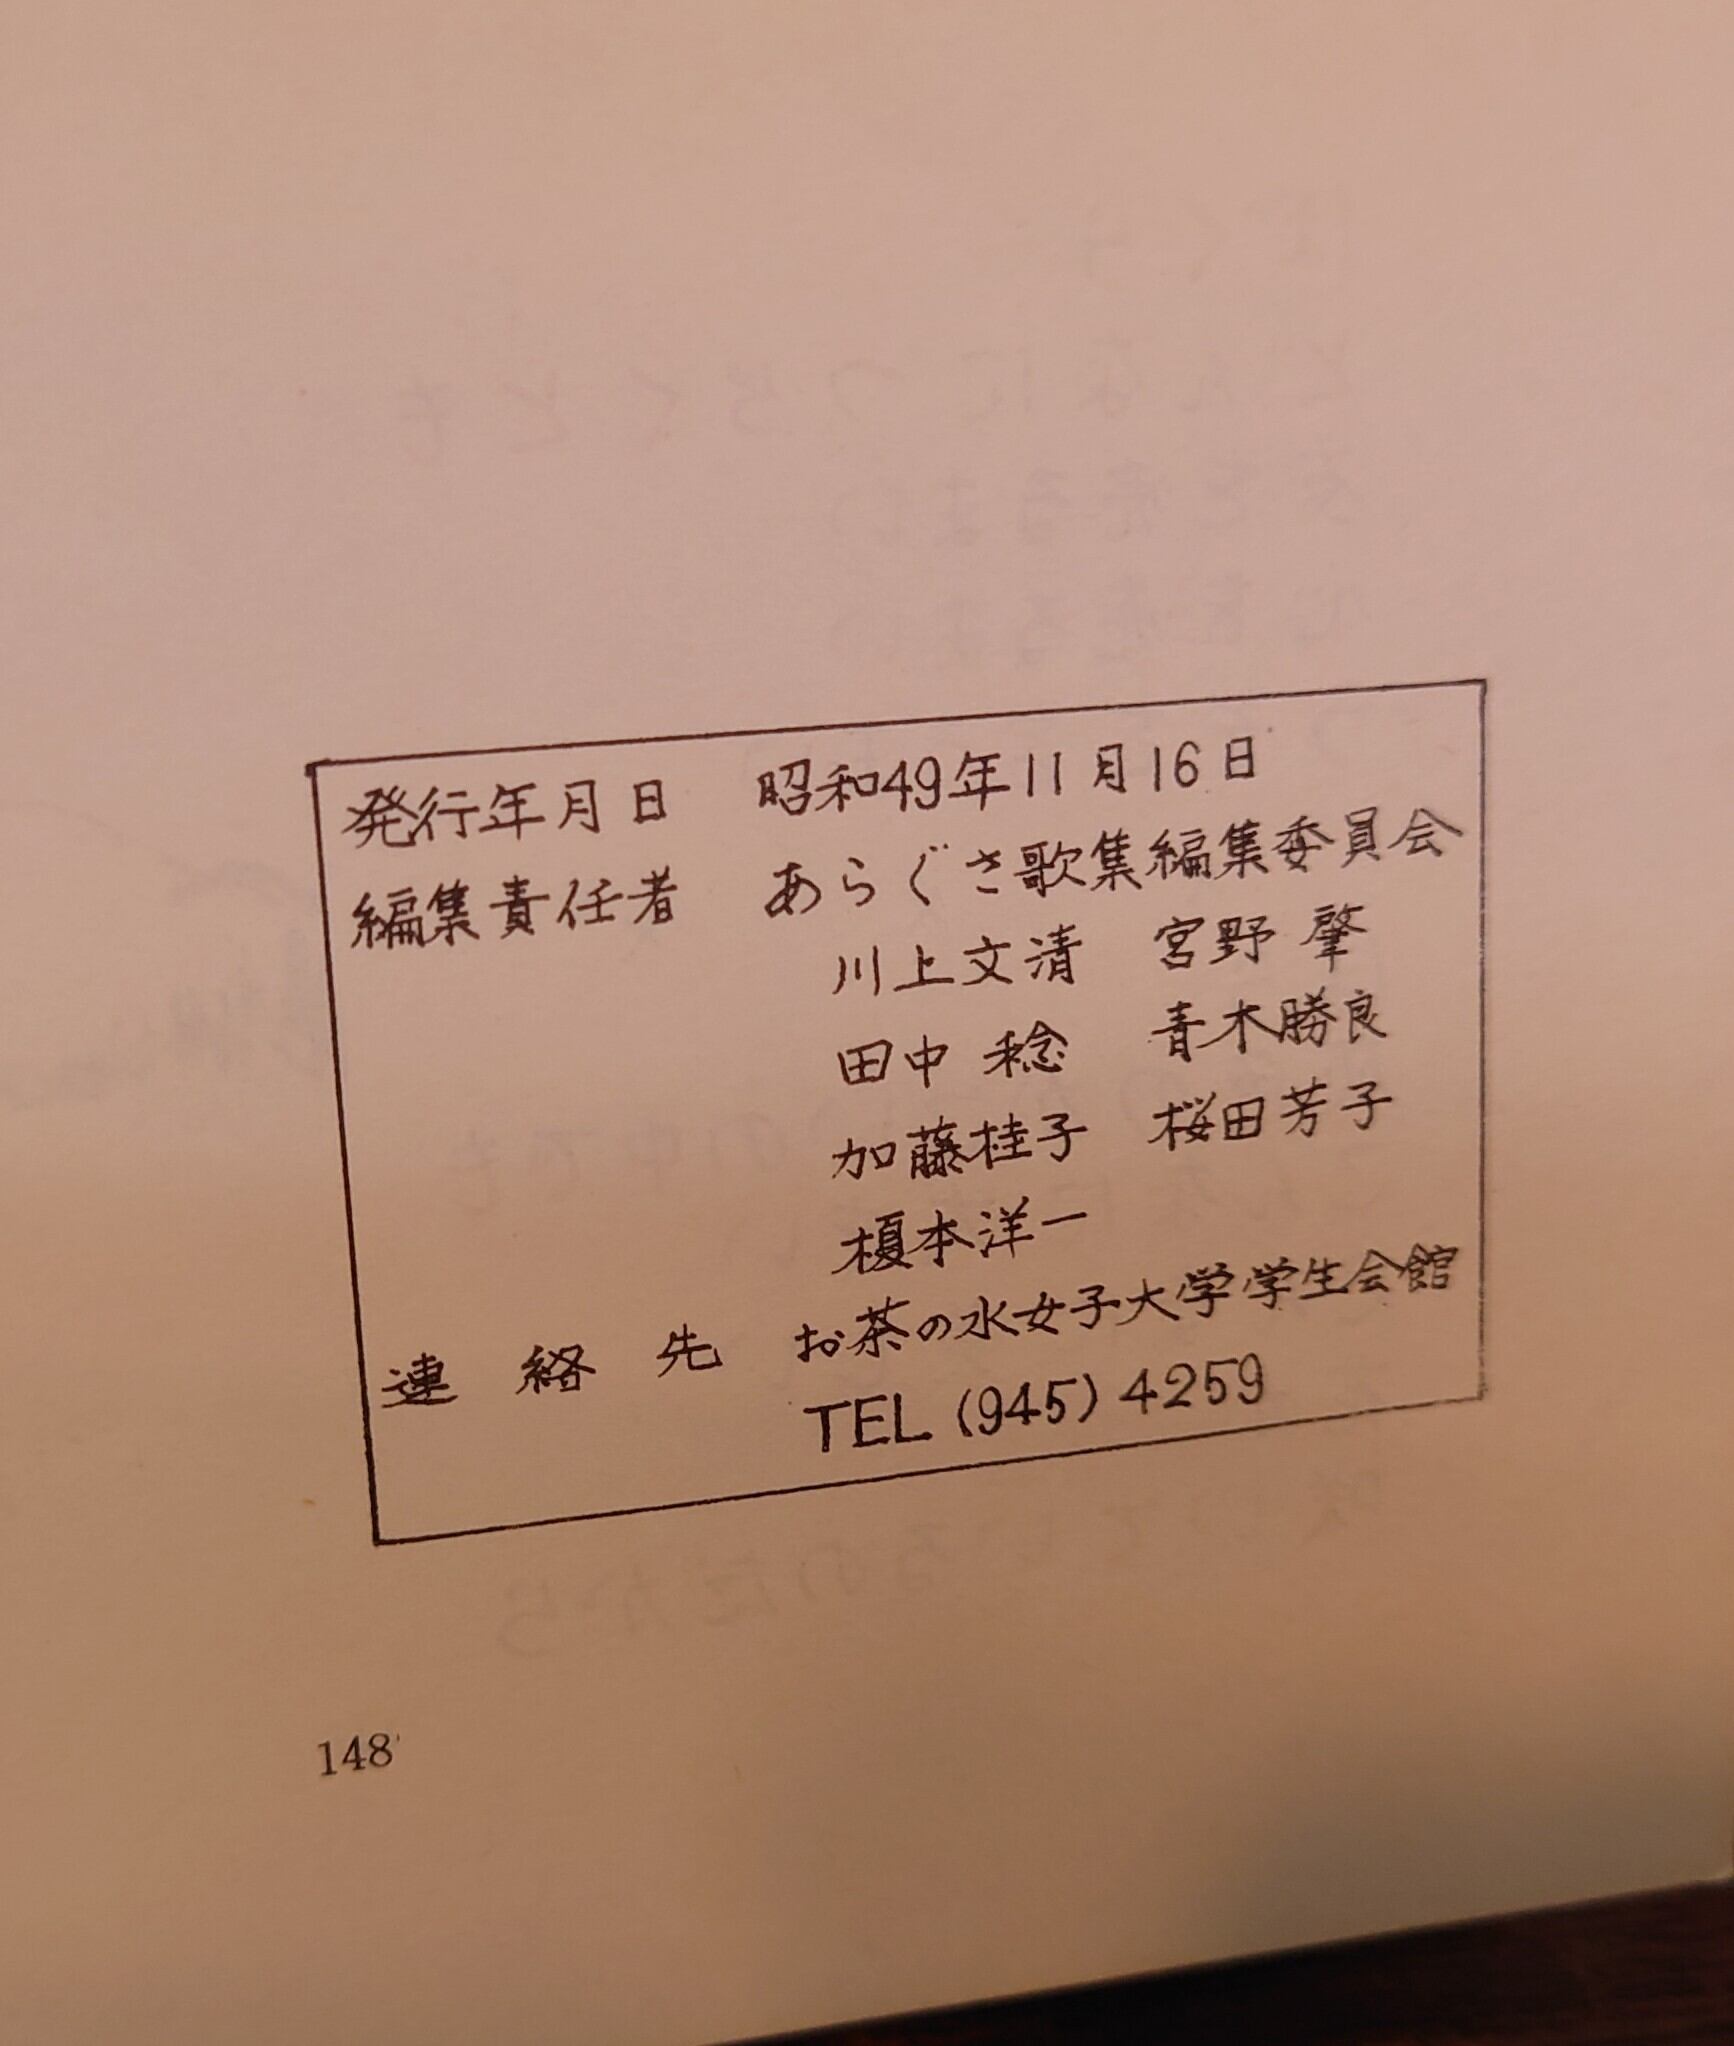 発行年月日　昭和49年11月16日
編集責任者　あらぐさ歌集編集委員会
川上文清　宮野 肇
田中 稔　青木勝良
加藤桂子　桜田芳子
榎本洋一
連絡先　お茶の水女子大学学生会館
TEL (945) 4259
148